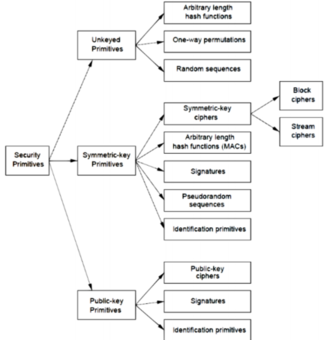 Arbitrary length
hash functions
Unkeyed
Primitives
One-way permutations
Random sequences
Block
ciphers
Symmetric-key
ciphers
Stream
ciphers
Security
Primitives
Symmetric-key
Primitives
Arbitrary length
hash functions (MACs)
Signatures
Pseudorandom
sequences
Identification primitives
Public-key
ciphers
Public-key
Primitives
Signatures
Identification primitives